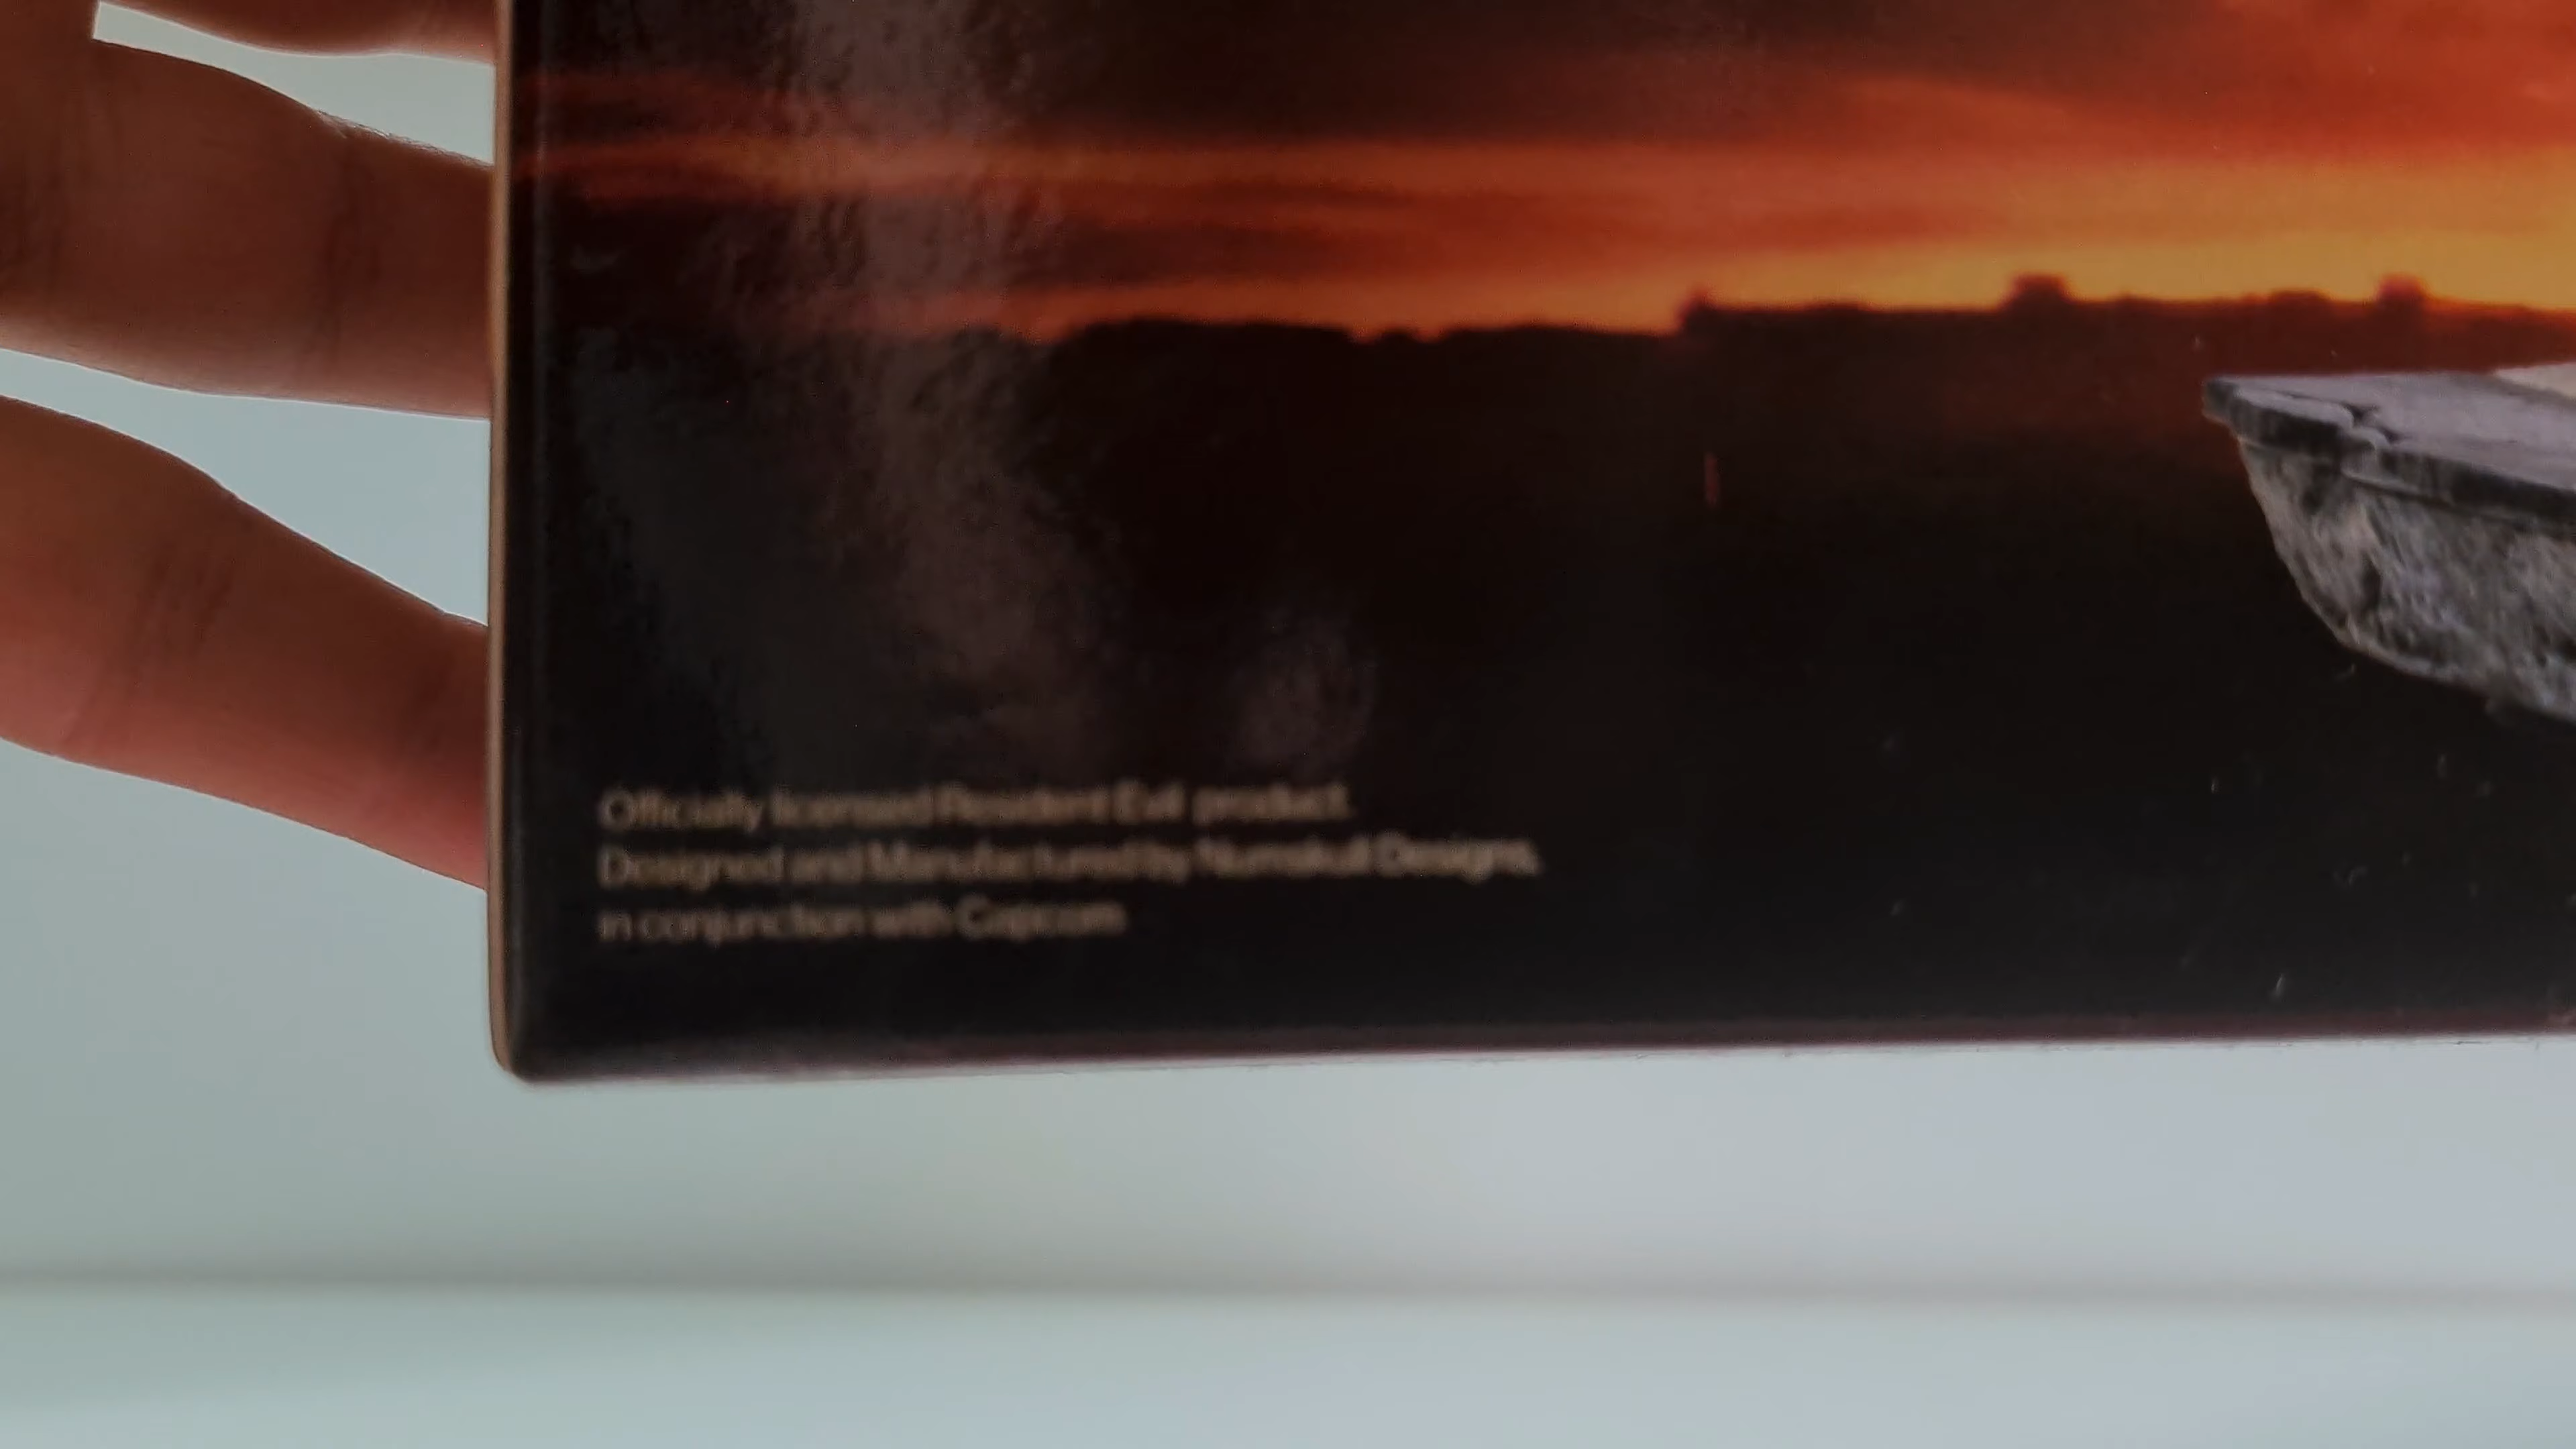 Officially licensed Resident Evil product.
Designed and Manufactured by Numskull Designs,
in conjunction with Capcom